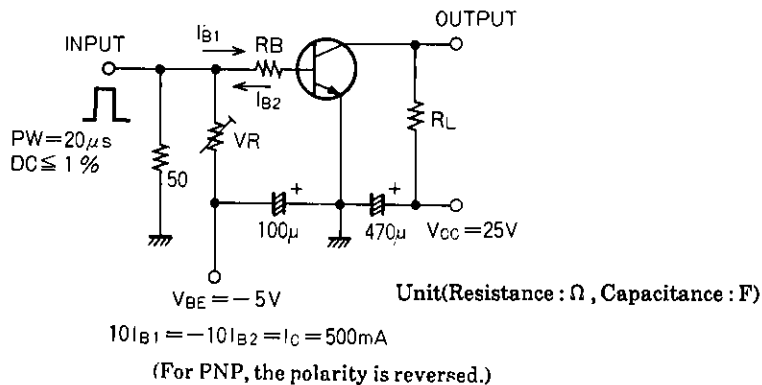 OUTPUT
INPUT
IB1
RB
IB2
RL
VR
PW=20μs
DC≦1%
50
+
+
100μ
470μ
VCC=25V
VBE=−5V
Unit(Resistance : Ω, Capacitance : F)
10IB1=−10IB2=IC=500mA
(For PNP, the polarity is reversed.)